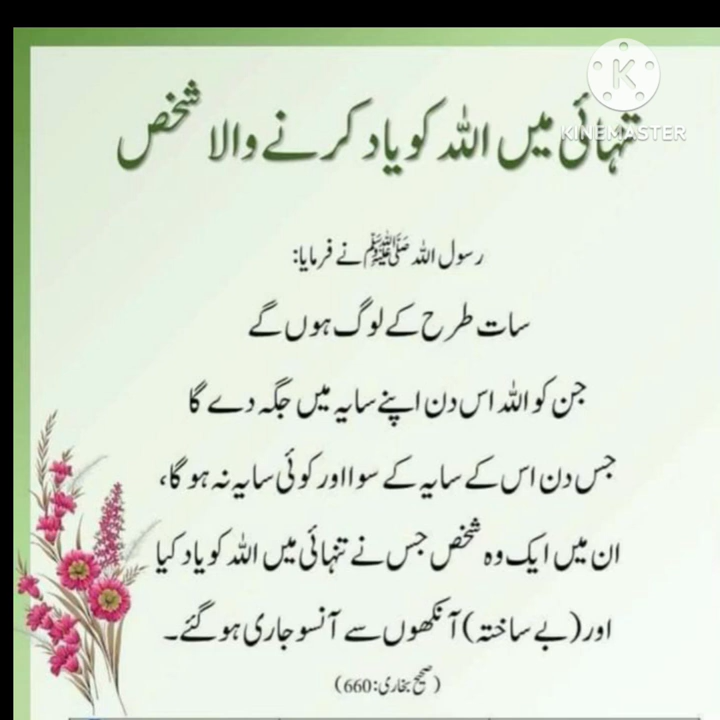 تنہائی میں اللہ کو یاد کرنے والا شخص
KINEMASTER
رسول اللہ ﷺ نے فرمایا:
سات طرح کے لوگ ہوں گے
جن کو اللہ اس دن اپنے سایہ میں جگہ دے گا
جس دن اس کے سایہ کے سوا اور کوئی سایہ نہ ہو گا،
ان میں ایک وہ شخص جس نے تنہائی میں اللہ کو یاد کیا
اور (بے ساختہ) آنکھوں سے آنسو جاری ہو گئے۔
(صحیح بخاری: 660)